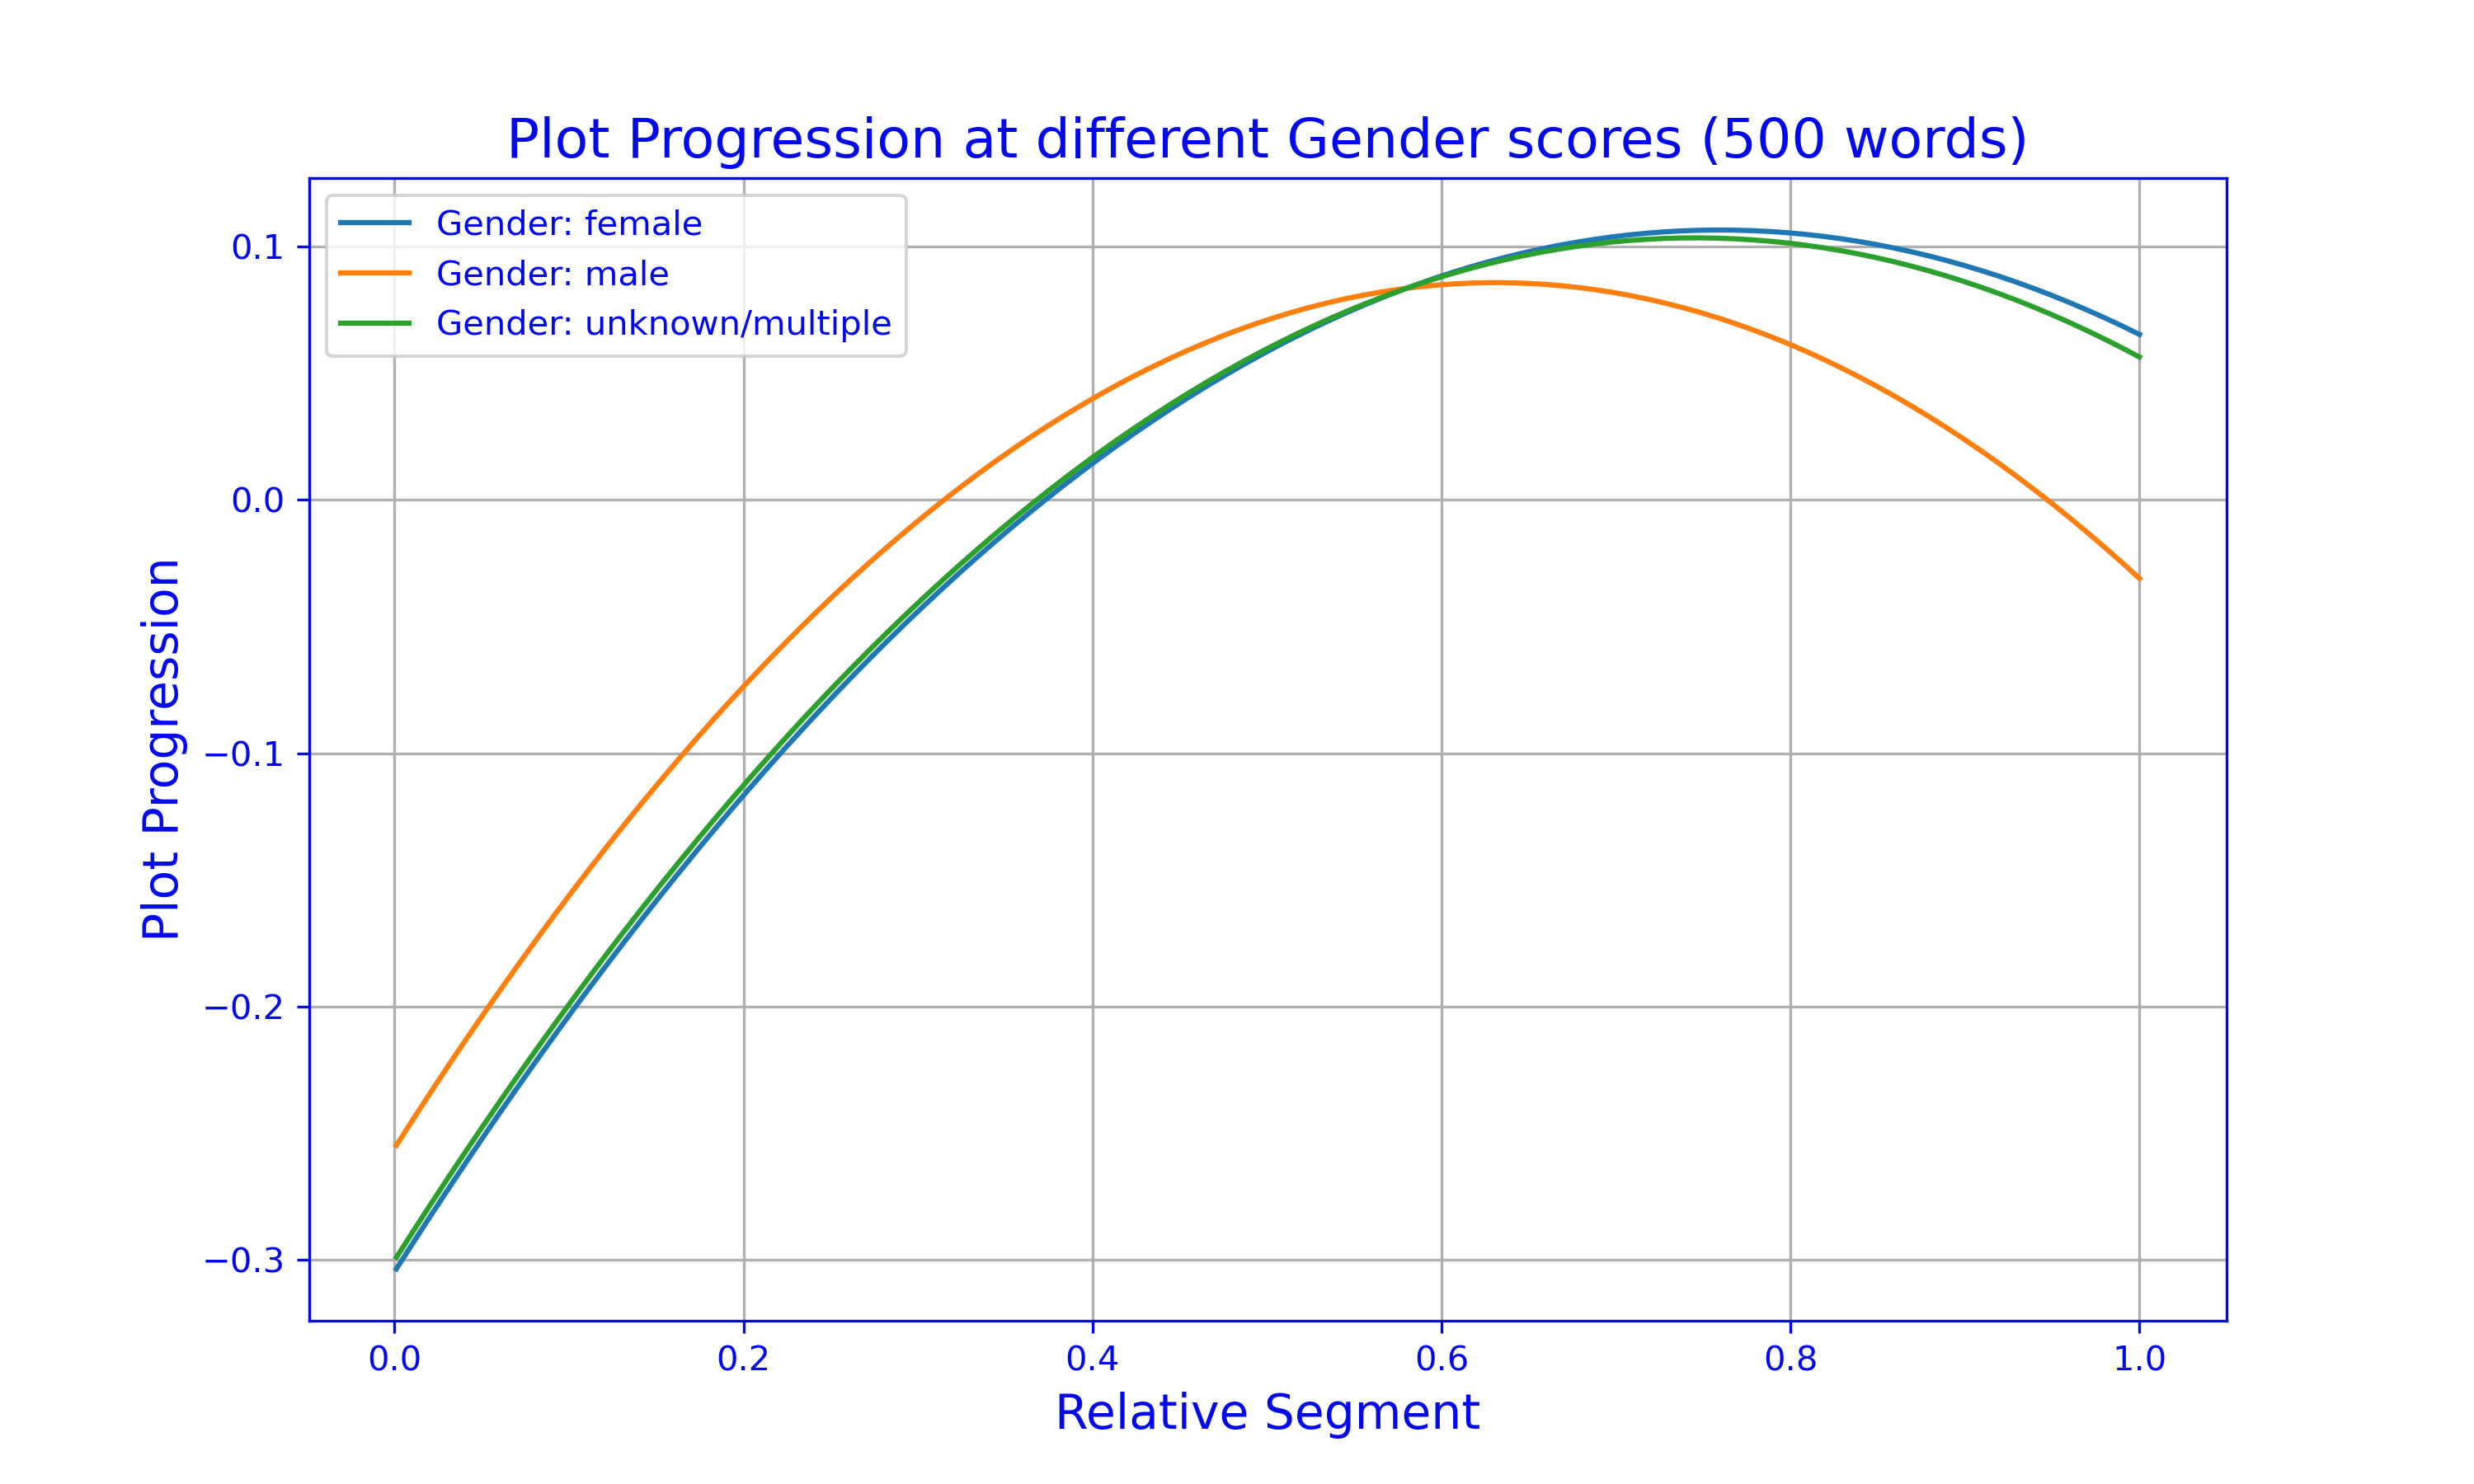 Plot Progression at different Gender scores (500 words)
Gender: female
Gender: male
Gender: unknown/multiple
Plot Progression
0.1
0.0
−0.1
−0.2
−0.3
0.0 0.2 0.4 0.6 0.8 1.0
Relative Segment